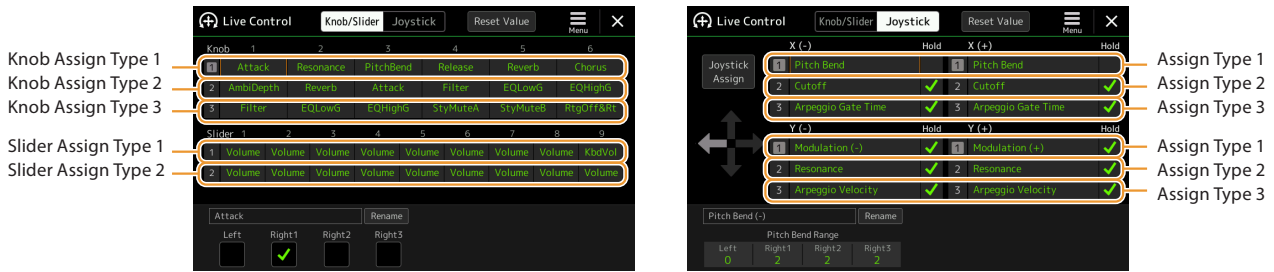 Live Control Knob/Slider Joystick Reset Value Menu
Knob 1 2 3 4 5 6
Knob Assign Type 1 1 Attack Resonance PitchBend Release Reverb Chorus
Knob Assign Type 2 2 AmbiDepth Reverb Attack Filter EQLowG EQHighG
Knob Assign Type 3 3 Filter EQLowG EQHighG StyMuteA StyMuteB RtgOff&Rt
Slider 1 2 3 4 5 6 7 8 9
Slider Assign Type 1 1 Volume Volume Volume Volume Volume Volume Volume Volume KbdVol
Slider Assign Type 2 2 Volume Volume Volume Volume Volume Volume Volume Volume Volume
Attack Rename
Left Right1 Right2 Right3
Live Control Knob/Slider Joystick Reset Value Menu
X (-) Hold X (+) Hold
Joystick Assign
1 Pitch Bend 1 Pitch Bend Assign Type 1
2 Cutoff 2 Cutoff Assign Type 2
3 Arpeggio Gate Time 3 Arpeggio Gate Time Assign Type 3
Y (-) Hold Y (+) Hold
1 Modulation (-) 1 Modulation (+) Assign Type 1
2 Resonance 2 Resonance Assign Type 2
3 Arpeggio Velocity 3 Arpeggio Velocity Assign Type 3
Pitch Bend (-) Rename
Pitch Bend Range
Left Right1 Right2 Right3
0 2 2 2